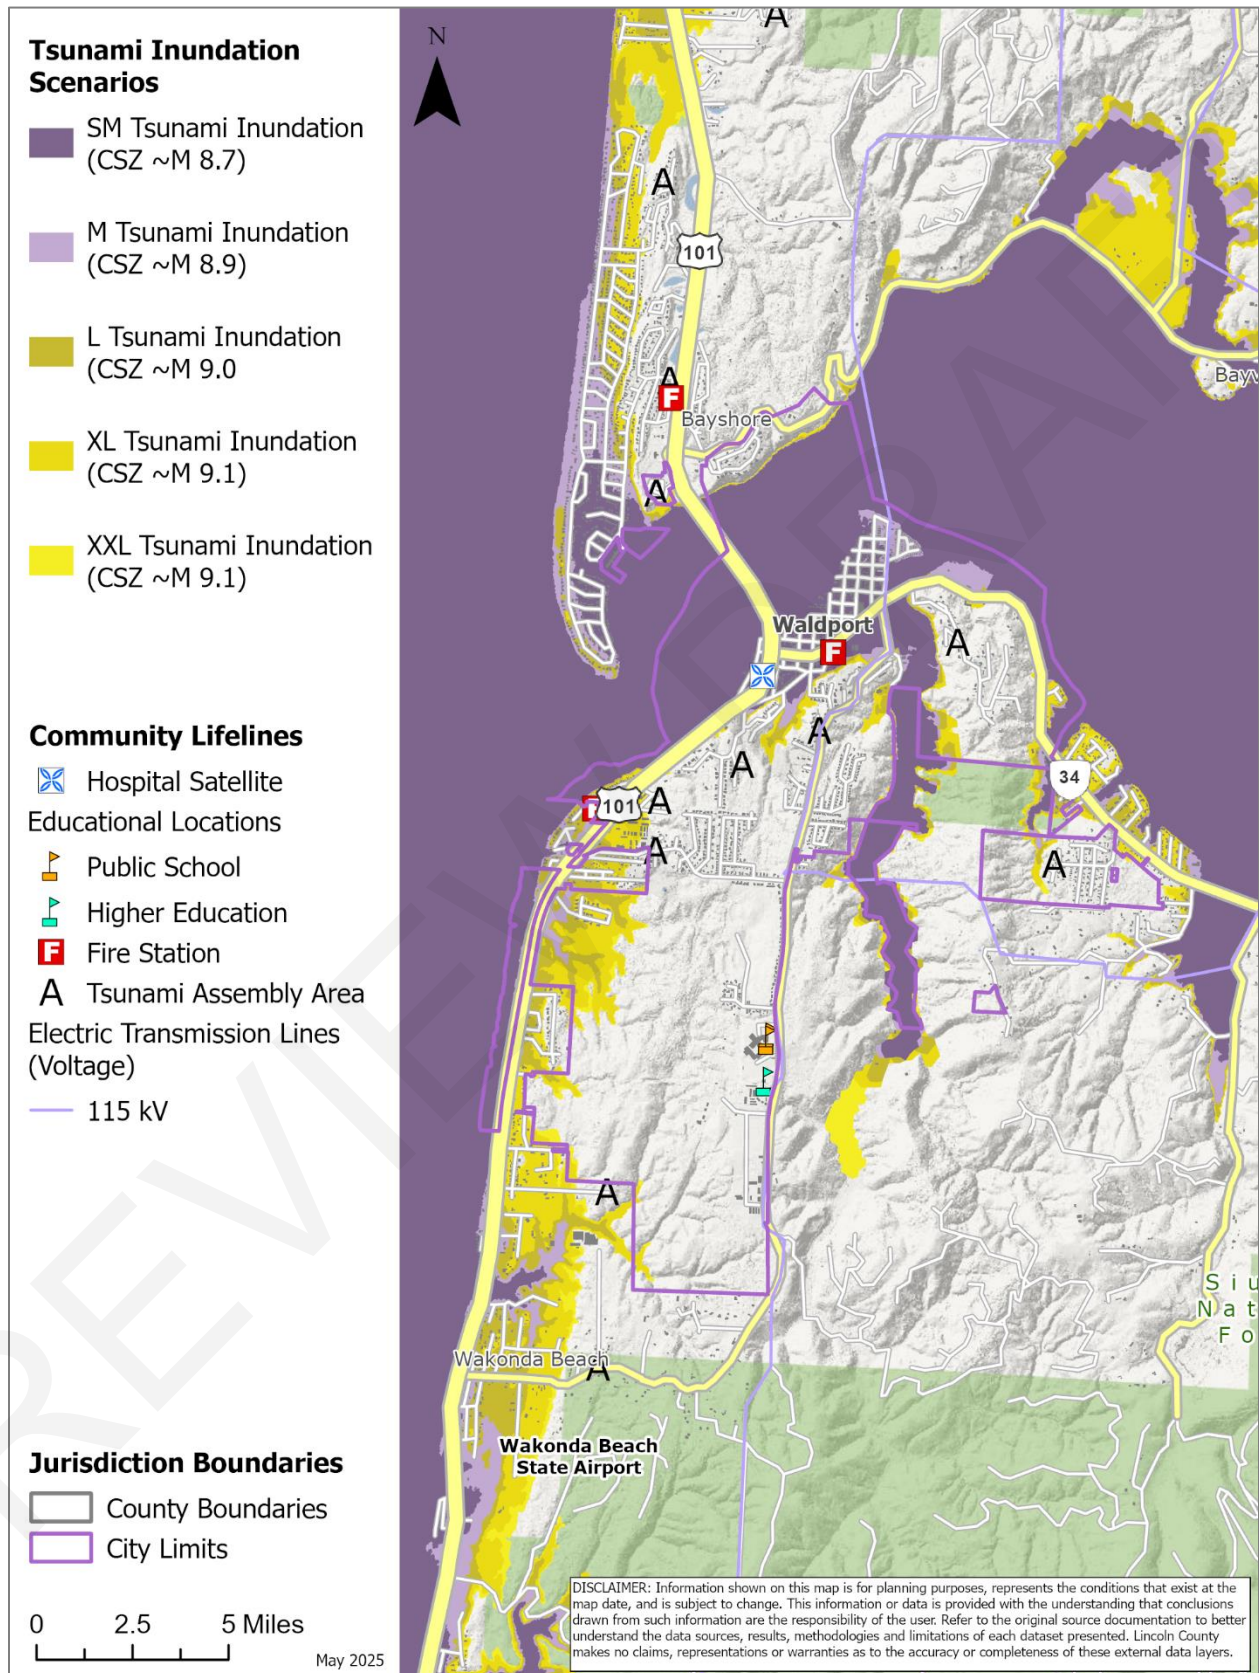 Tsunami Inundation
Scenarios
SM Tsunami Inundation
(CSZ ~M 8.7)
M Tsunami Inundation
(CSZ ~M 8.9)
L Tsunami Inundation
(CSZ ~M 9.0
XL Tsunami Inundation
(CSZ ~M 9.1)
XXL Tsunami Inundation
(CSZ ~M 9.1)
Community Lifelines
Hospital Satellite
Educational Locations
Public School
Higher Education
F Fire Station
A Tsunami Assembly Area
Electric Transmission Lines
(Voltage)
115 kV
Jurisdiction Boundaries
County Boundaries
City Limits
0 2.5 5 Miles
May 2025
N
A
A
101
A
F
Bayshore
Bayv
A
Waldport
F
A
A
A
34
101
A
A
A
A
Siu
Nat
Fo
Wakonda Beach
A
Wakonda Beach
State Airport
DISCLAIMER: Information shown on this map is for planning purposes, represents the conditions that exist at the
map date, and is subject to change. This information or data is provided with the understanding that conclusions
drawn from such information are the responsibility of the user. Refer to the original source documentation to better
understand the data sources, results, methodologies and limitations of each dataset presented. Lincoln County
makes no claims, representations or warranties as to the accuracy or completeness of these external data layers.
REVIEW DRAF